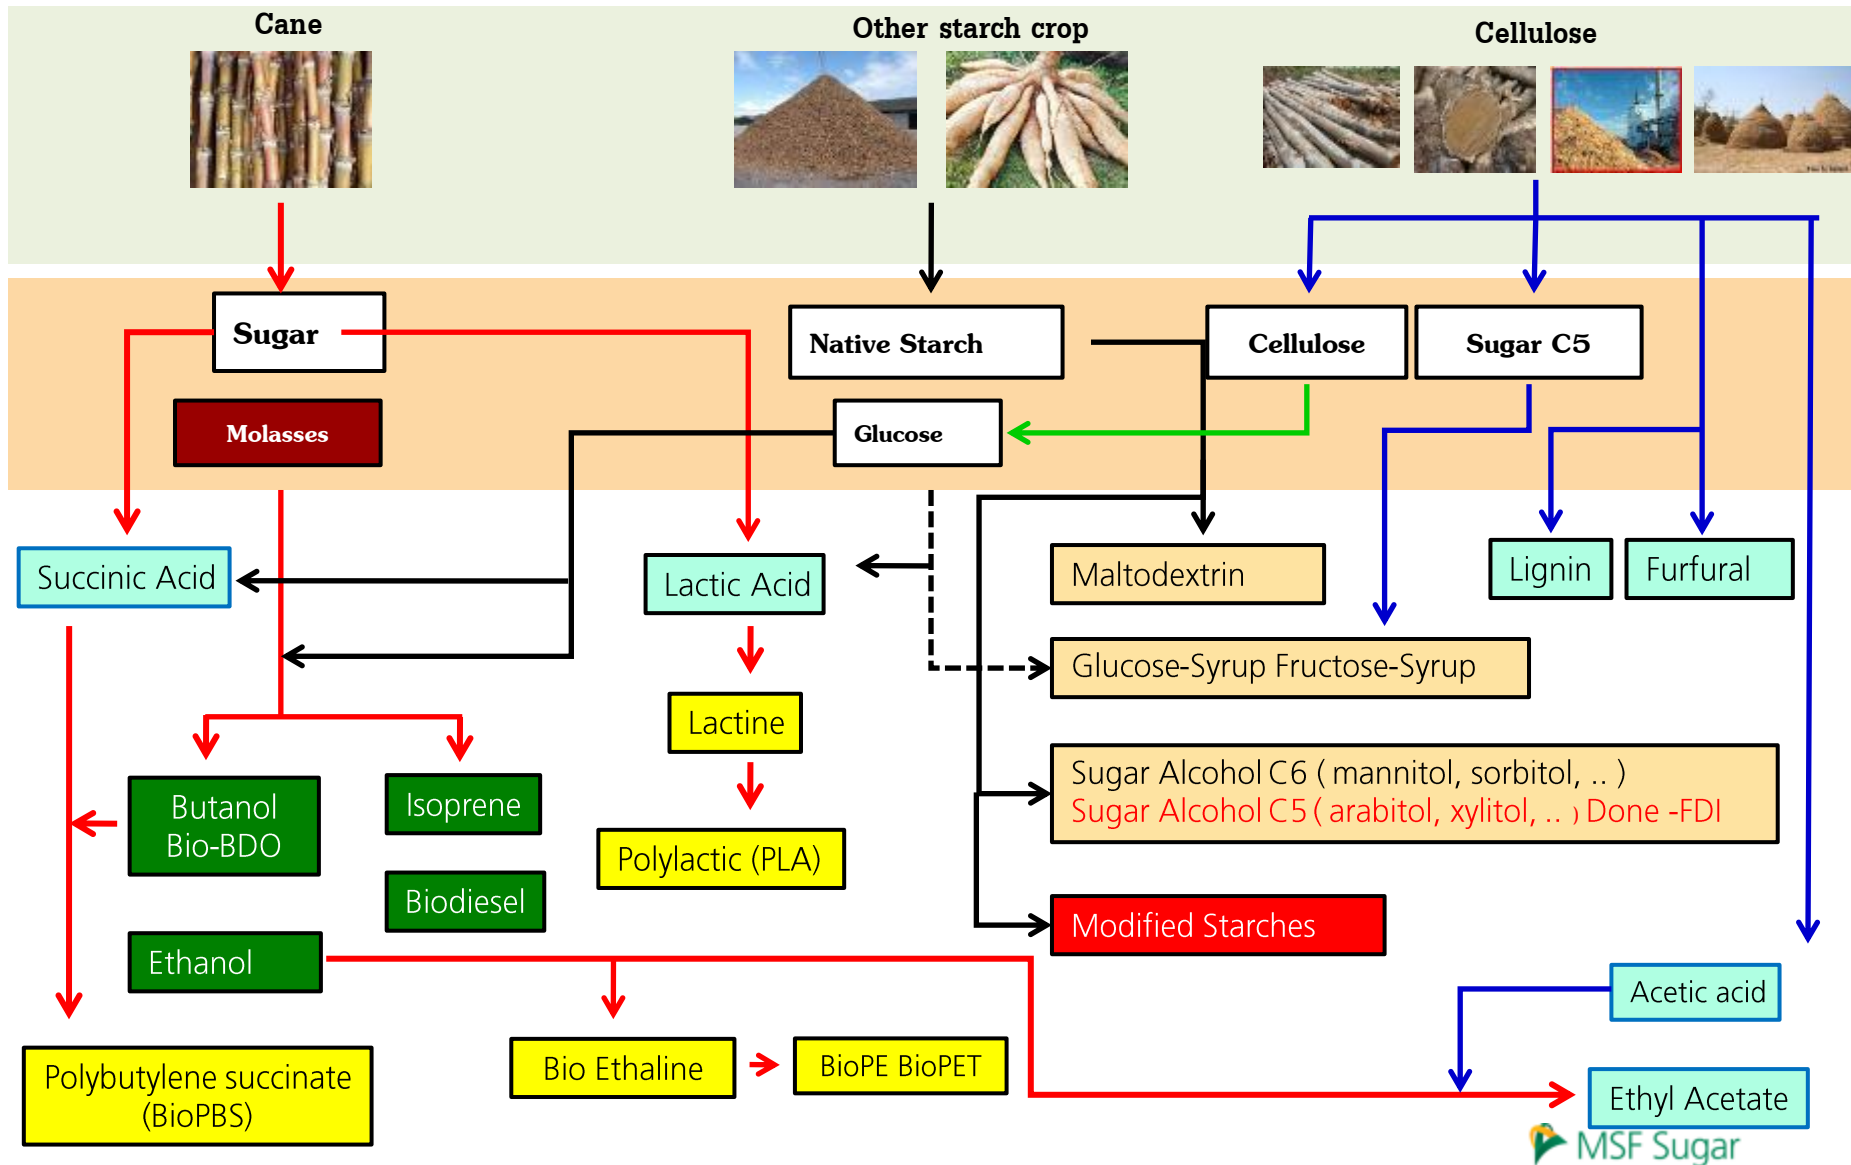 Cane
Other starch crop
Cellulose
Sugar
Native Starch
Cellulose
Sugar C5
Molasses
Glucose
Succinic Acid
Lactic Acid
Maltodextrin
Lignin
Furfural
Glucose-Syrup Fructose-Syrup
Lactine
Butanol
Bio-BDO
Isoprene
Sugar Alcohol C6 ( mannitol, sorbitol, .. )
Sugar Alcohol C5 ( arabitol, xylitol, .. ) Done -FDI
Polylactic (PLA)
Biodiesel
Modified Starches
Ethanol
Acetic acid
Bio Ethaline
BioPE BioPET
Polybutylene succinate
(BioPBS)
Ethyl Acetate
MSF Sugar